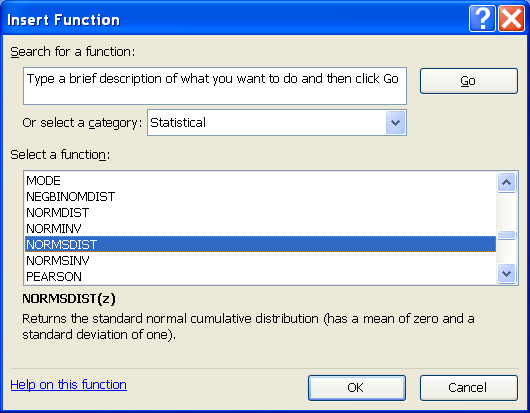 Insert Function
Search for a function:
Type a brief description of what you want to do and then click Go
Go
Or select a category: Statistical
Select a function:
MODE
NEGBINOMDIST
NORMDIST
NORMINV
NORMSDIST
NORMSINV
PEARSON
NORMSDIST(z)
Returns the standard normal cumulative distribution (has a mean of zero and a
standard deviation of one).
Help on this function
OK
Cancel